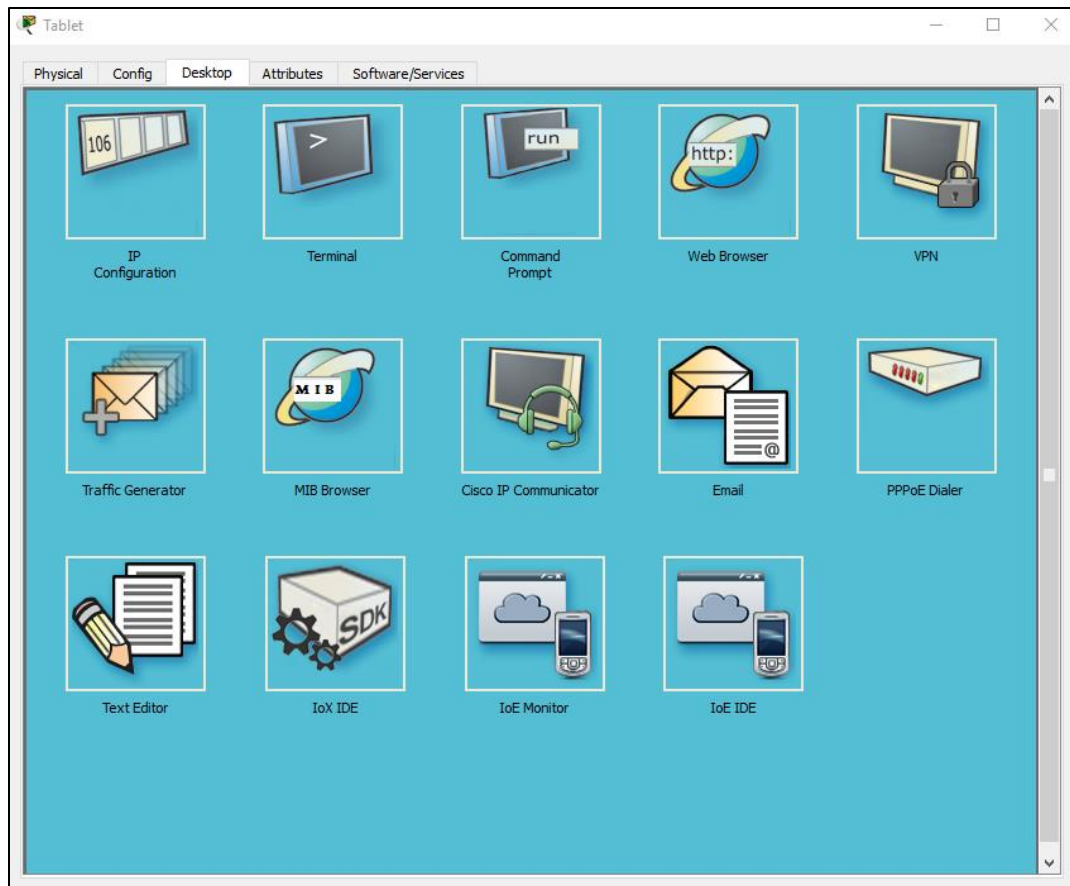 Tablet
Physical Config Desktop Attributes Software/Services
106
>
run
http:
IP
Configuration
Terminal
Command
Prompt
Web Browser
VPN
MIB
@
Traffic Generator
MIB Browser
Cisco IP Communicator
Email
PPPoE Dialer
SDK
Text Editor
IoX IDE
IoE Monitor
IoE IDE